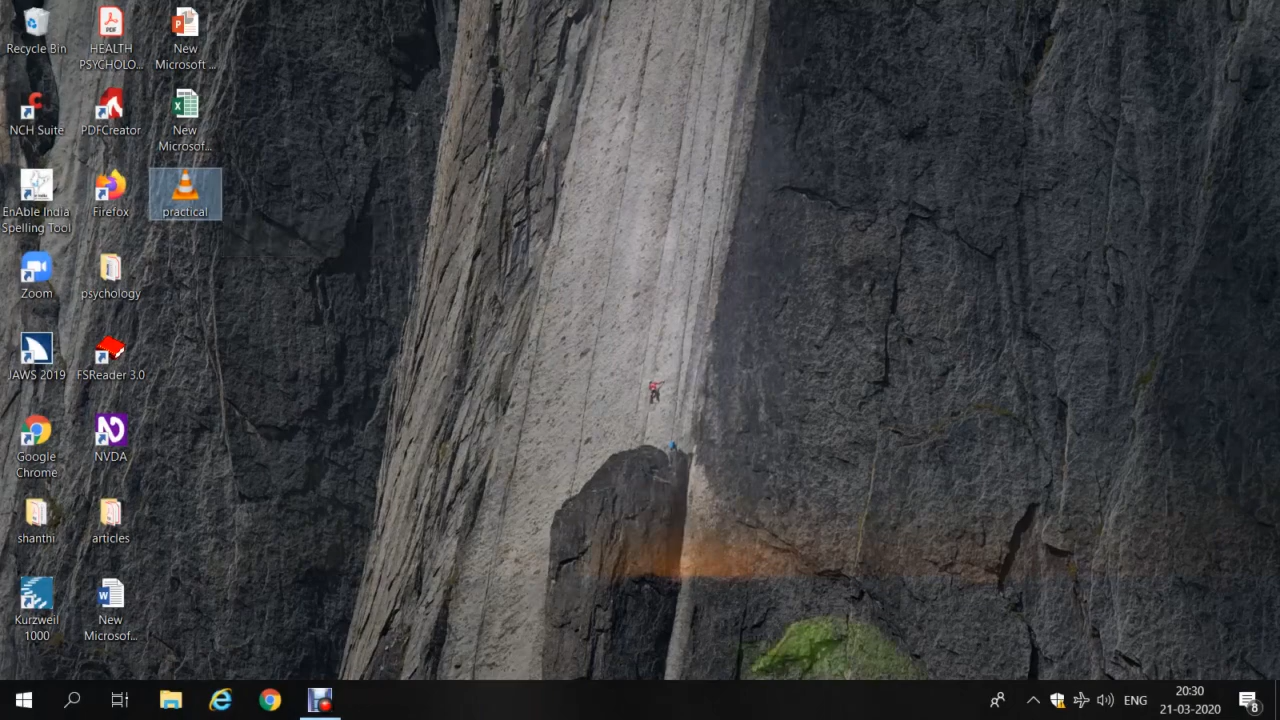 Recycle Bin
HEALTH
PSYCHOLO...
New
Microsoft ...
NCH Suite
PDFCreator
New
Microsof...
EnAble India
Spelling Tool
Firefox
practical
Zoom
psychology
JAWS 2019
FSReader 3.0
Google
Chrome
NVDA
shanthi
articles
Kurzweil
1000
New
Microsof...
ENG
20:30
21-03-2020
8